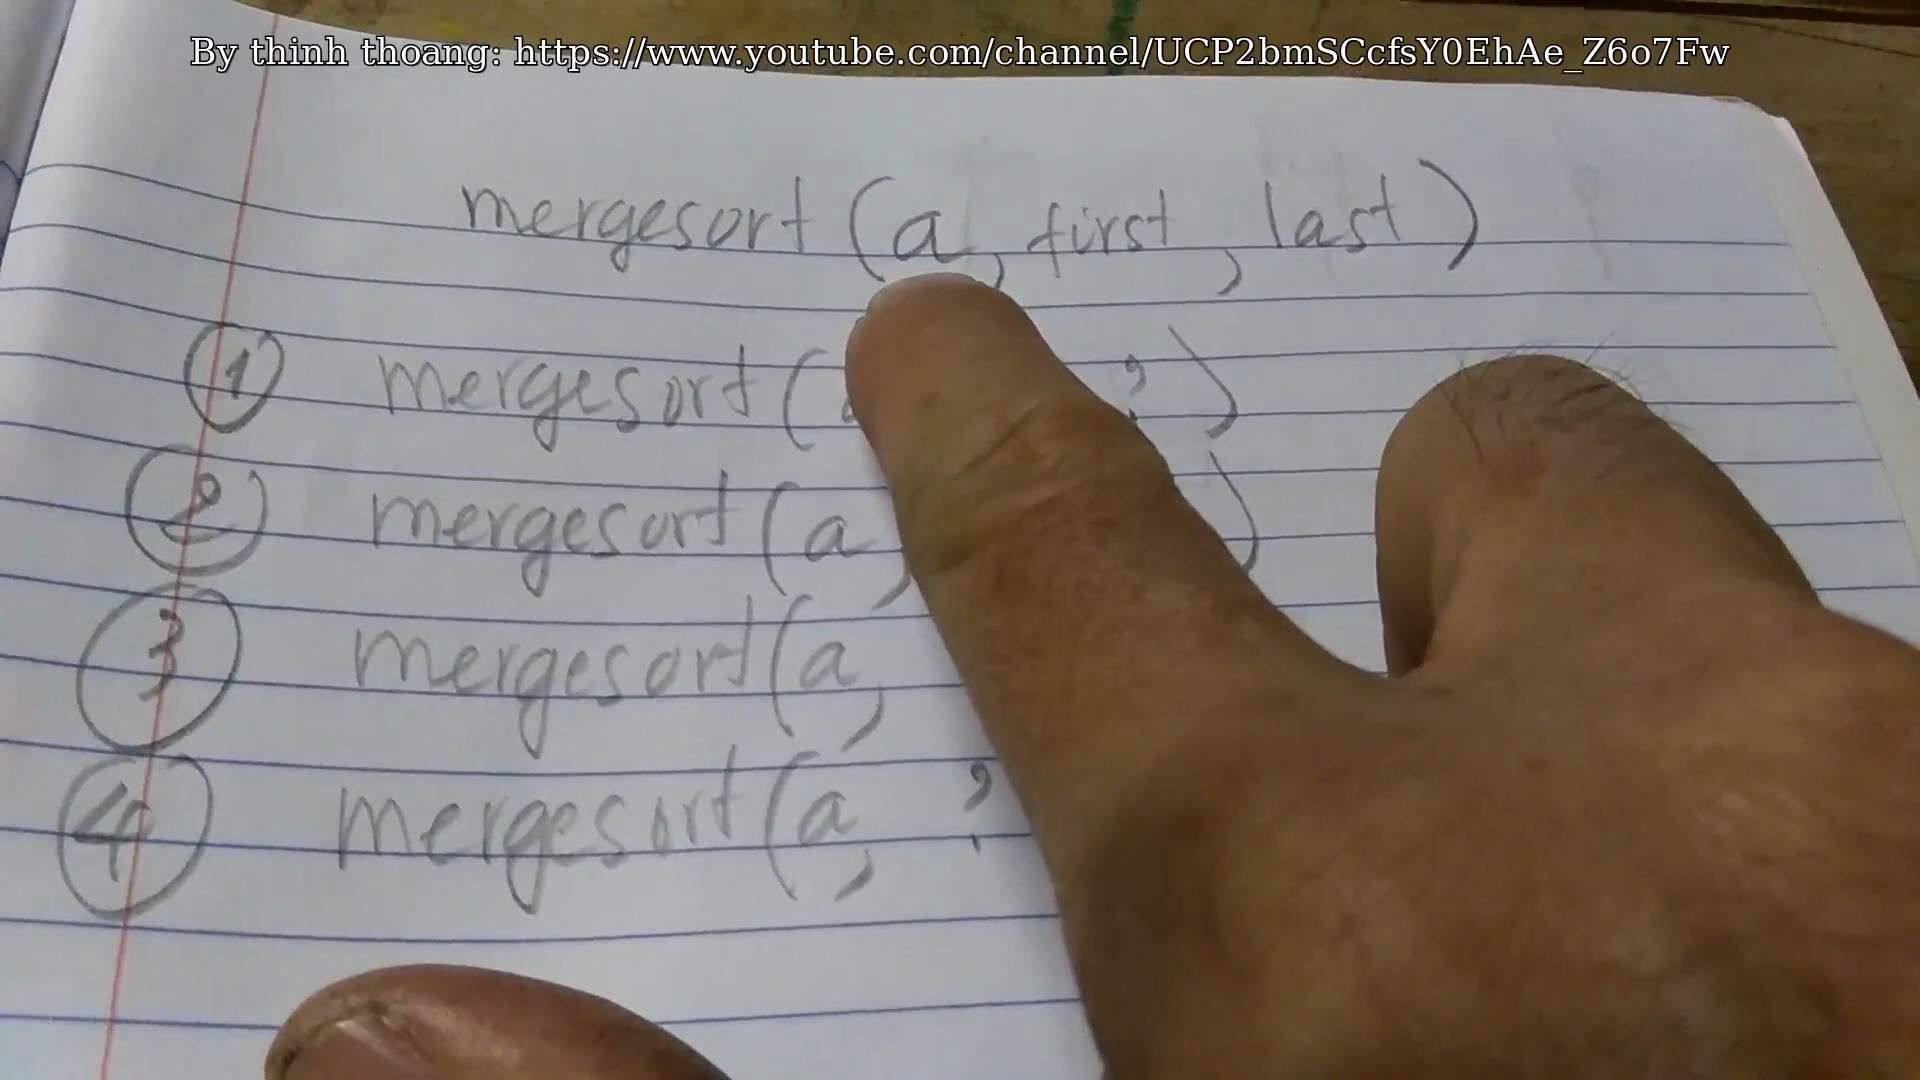 By thinh thoang: https://www.youtube.com/channel/UCP2bmSCcfsY0EhAe_Z6o7Fw
mergesort (a, first, last)
1 mergesort ( , )
2 mergesort (a, )
3 mergesort (a,
4 mergesort (a, ,